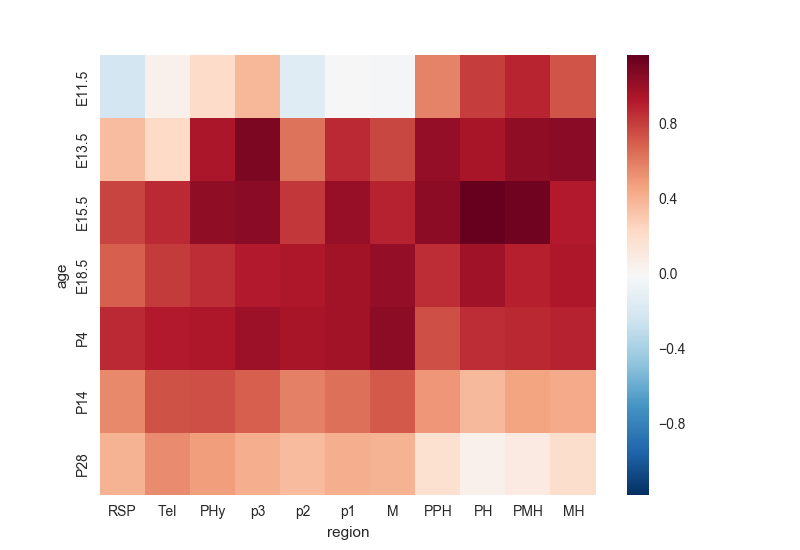 E11.5
E13.5
E15.5
E18.5
P4
P14
P28
age
RSP Tel PHy p3 p2 p1 M PPH PH PMH MH
region
0.8
0.4
0.0
−0.4
−0.8